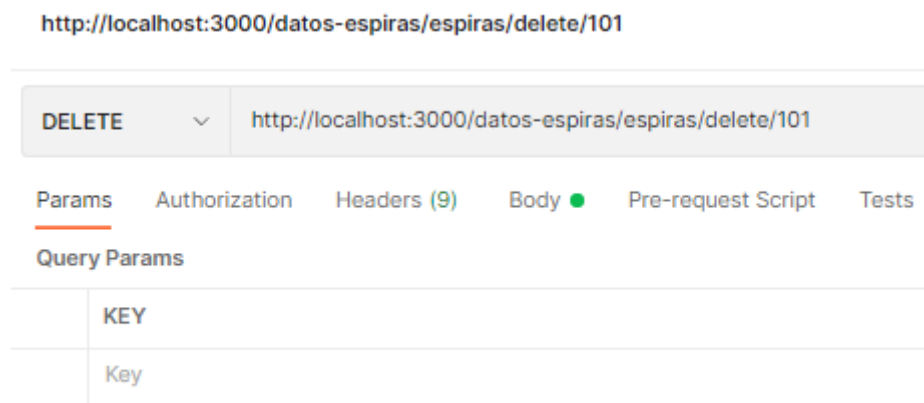 http://localhost:3000/datos-espiras/espiras/delete/101
DELETE http://localhost:3000/datos-espiras/espiras/delete/101
Params Authorization Headers (9) Body Pre-request Script Tests
Query Params
KEY
Key